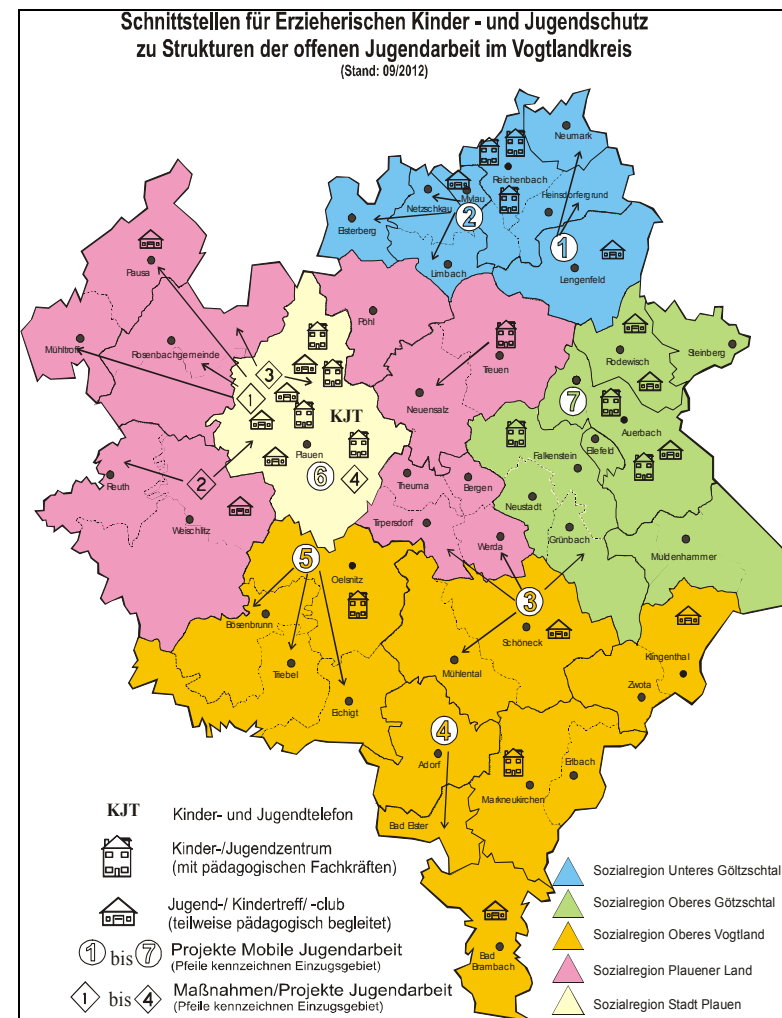 Schnittstellen für Erzieherischen Kinder - und Jugendschutz
zu Strukturen der offenen Jugendarbeit im Vogtlandkreis
(Stand: 09/2012)
Neumark
Reichenbach
Mylau
Netzschkau
Heinsdorfergrund
Elsterberg
2
1
Limbach
Lengenfeld
Pausa
Pöhl
Mühltroff
Rosenbachgemeinde
Treuen
Rodewisch
Steinberg
3
1
Neuensalz
7
KJT
Auerbach
Plauen
Ellefeld
Falkenstein
6
4
2
Reuth
Theuma
Bergen
Neustadt
Weischlitz
Tirpersdorf
Werda
Grünbach
Muldenhammer
5
Oelsnitz
3
Bösenbrunn
Schöneck
Triebel
Mühlental
Klingenthal
Zwota
Eichigt
4
Adorf
Erlbach
Markneukirchen
Bad Elster
Bad
Brambach
KJT Kinder- und Jugendtelefon
Kinder-/Jugendzentrum
(mit pädagogischen Fachkräften)
Jugend-/ Kindertreff/ -club
(teilweise pädagogisch begleitet)
1 bis 7 Projekte Mobile Jugendarbeit
(Pfeile kennzeichnen Einzugsgebiet)
1 bis 4 Maßnahmen/Projekte Jugendarbeit
(Pfeile kennzeichnen Einzugsgebiet)
Sozialregion Unteres Göltzschtal
Sozialregion Oberes Götzschtal
Sozialregion Oberes Vogtland
Sozialregion Plauener Land
Sozialregion Stadt Plauen